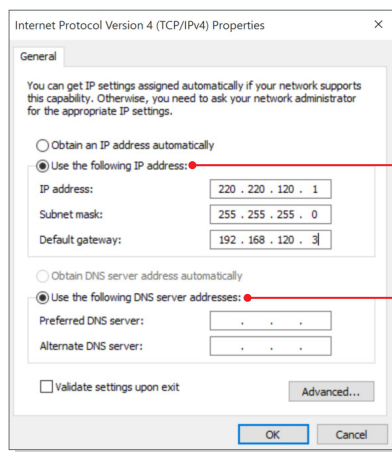 Internet Protocol Version 4 (TCP/IPv4) Properties
General
You can get IP settings assigned automatically if your network supports
this capability. Otherwise, you need to ask your network administrator
for the appropriate IP settings.
Obtain an IP address automatically
Use the following IP address:
IP address: 220 . 220 . 120 . 1
Subnet mask: 255 . 255 . 255 . 0
Default gateway: 192 . 168 . 120 . 3
Obtain DNS server address automatically
Use the following DNS server addresses:
Preferred DNS server: . . .
Alternate DNS server: . . .
Validate settings upon exit
Advanced...
OK Cancel